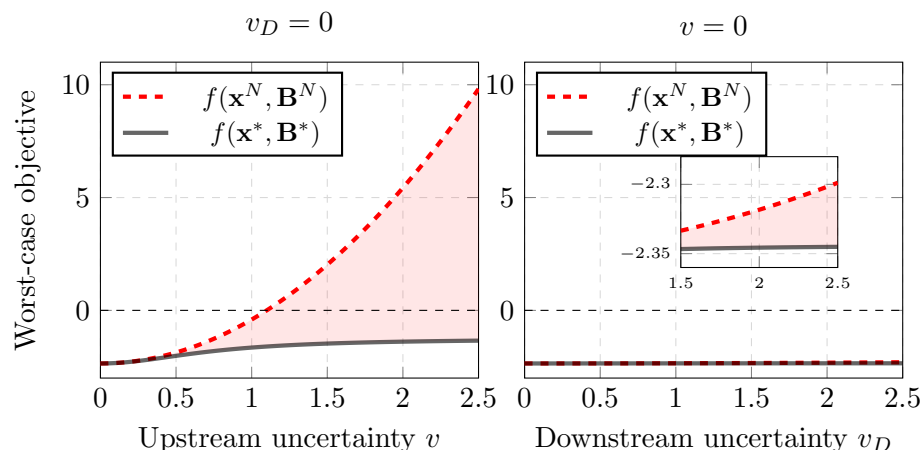 v_D = 0
v = 0
Worst-case objective
10
5
0
f(x^N, B^N)
f(x*, B*)
0
0.5
1
1.5
2
2.5
Upstream uncertainty v
10
5
0
f(x^N, B^N)
f(x*, B*)
−2.3
−2.35
1.5
2
2.5
0
0.5
1
1.5
2
2.5
Downstream uncertainty v_D